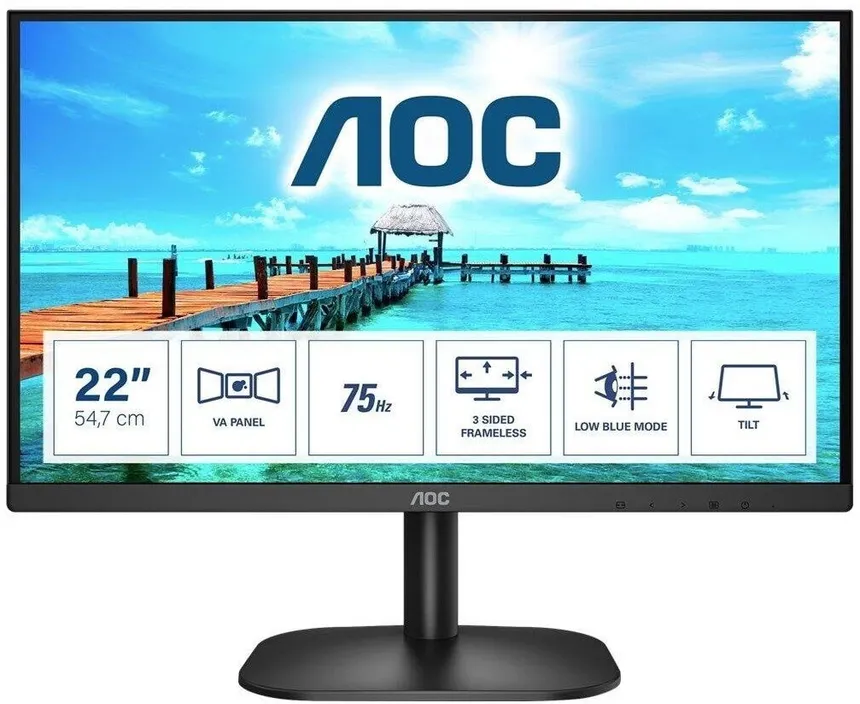 AOC
22"
54,7 cm
VA PANEL
75Hz
3 SIDED
FRAMELESS
LOW BLUE MODE
TILT
AOC